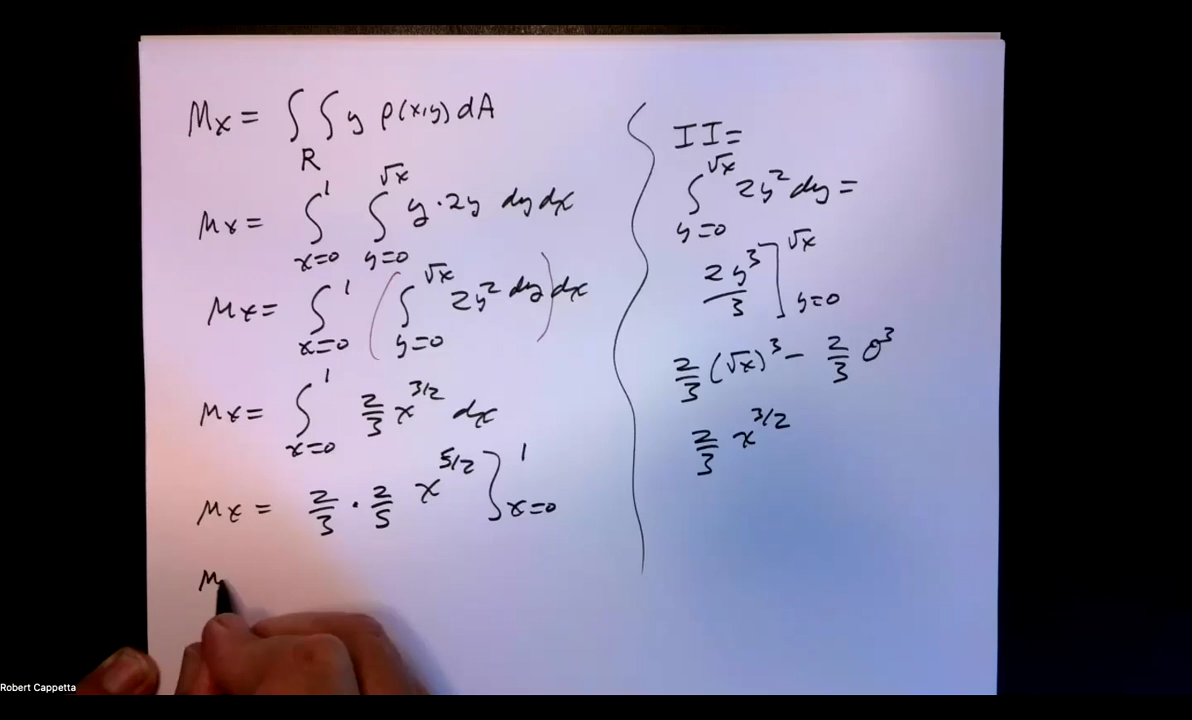 Mx = ∫∫_R y ρ(x,y) dA
Mx = ∫_{x=0}^{1} ∫_{y=0}^{√x} y · 2y dy dx
Mx = ∫_{x=0}^{1} ( ∫_{y=0}^{√x} 2y² dy ) dx
Mx = ∫_{x=0}^{1} 2/3 x^{3/2} dx
Mx = 2/3 · 2/5 x^{5/2} ]_{x=0}^{1}
M
II =
∫_{y=0}^{√x} 2y² dy =
2y³/3 ]_{y=0}^{√x}
2/3 (√x)³ − 2/3 0³
2/3 x^{3/2}
Robert Cappetta